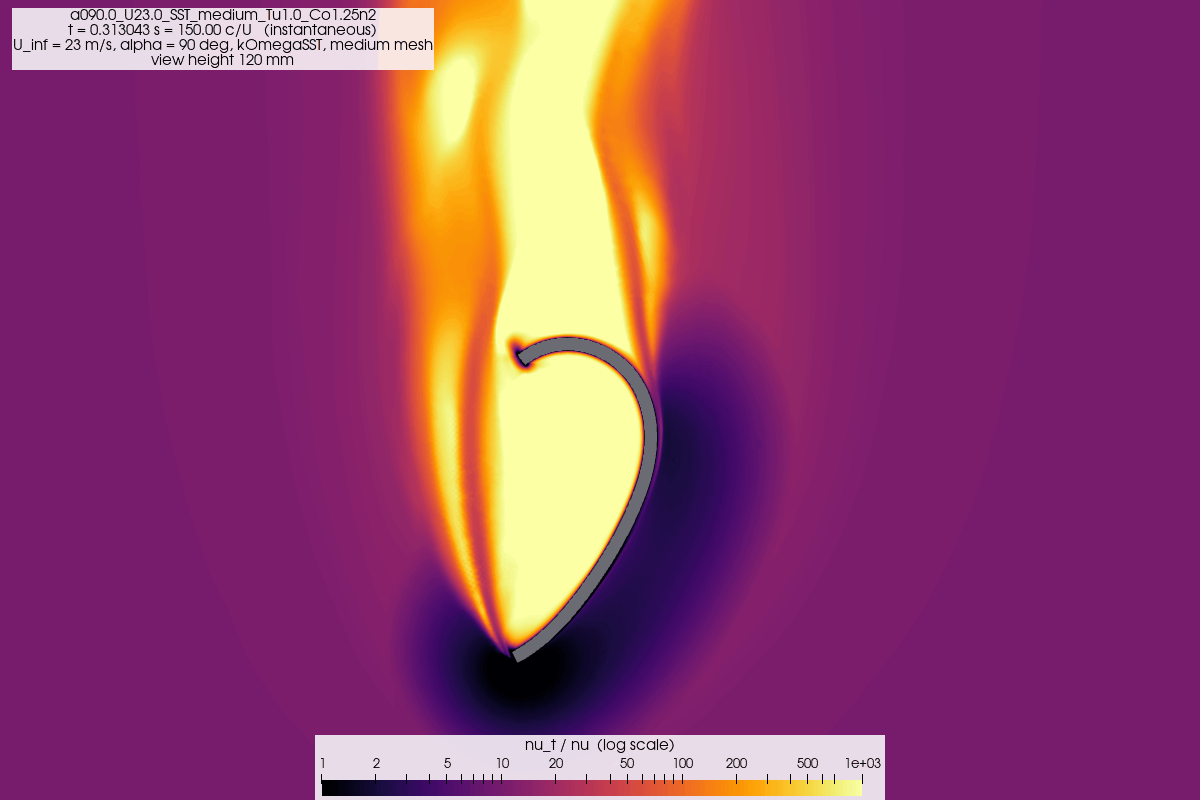 a090.0_U23.0_SST_medium_Tu1.0_Co1.25n2
t = 0.313043 s = 150.00 c/U   (instantaneous)
U_inf = 23 m/s, alpha = 90 deg, kOmegaSST, medium mesh
view height 120 mm
nu_t / nu  (log scale)
1 2 5 10 20 50 100 200 500 1e+03